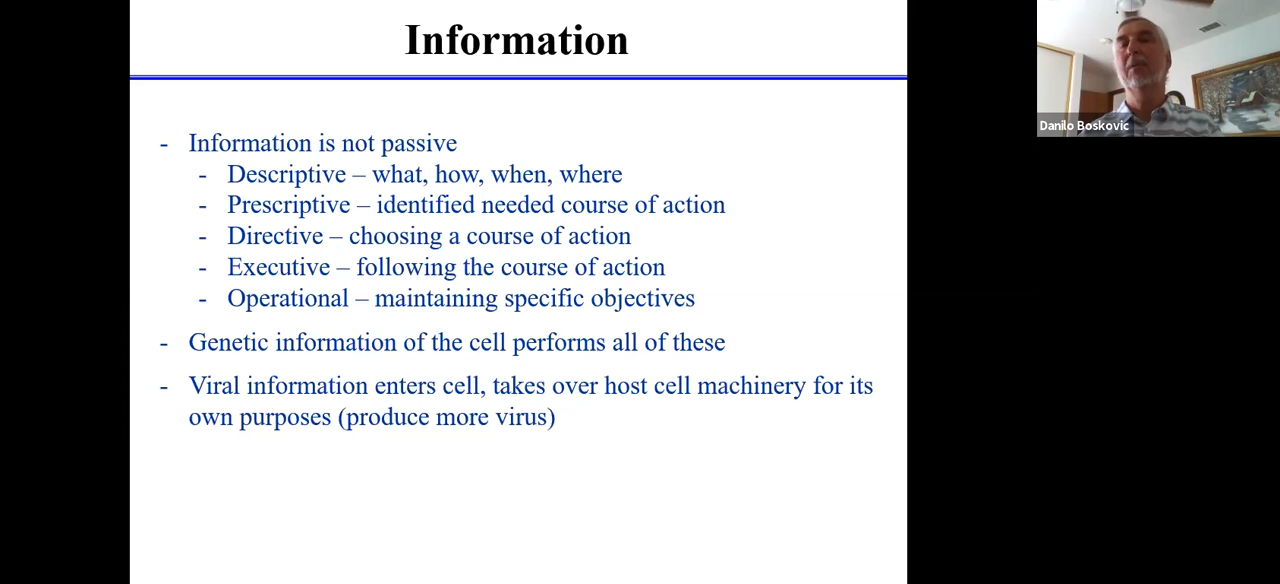 Information
- Information is not passive
- Descriptive – what, how, when, where
- Prescriptive – identified needed course of action
- Directive – choosing a course of action
- Executive – following the course of action
- Operational – maintaining specific objectives
- Genetic information of the cell performs all of these
- Viral information enters cell, takes over host cell machinery for its
own purposes (produce more virus)
Danilo Boskovic